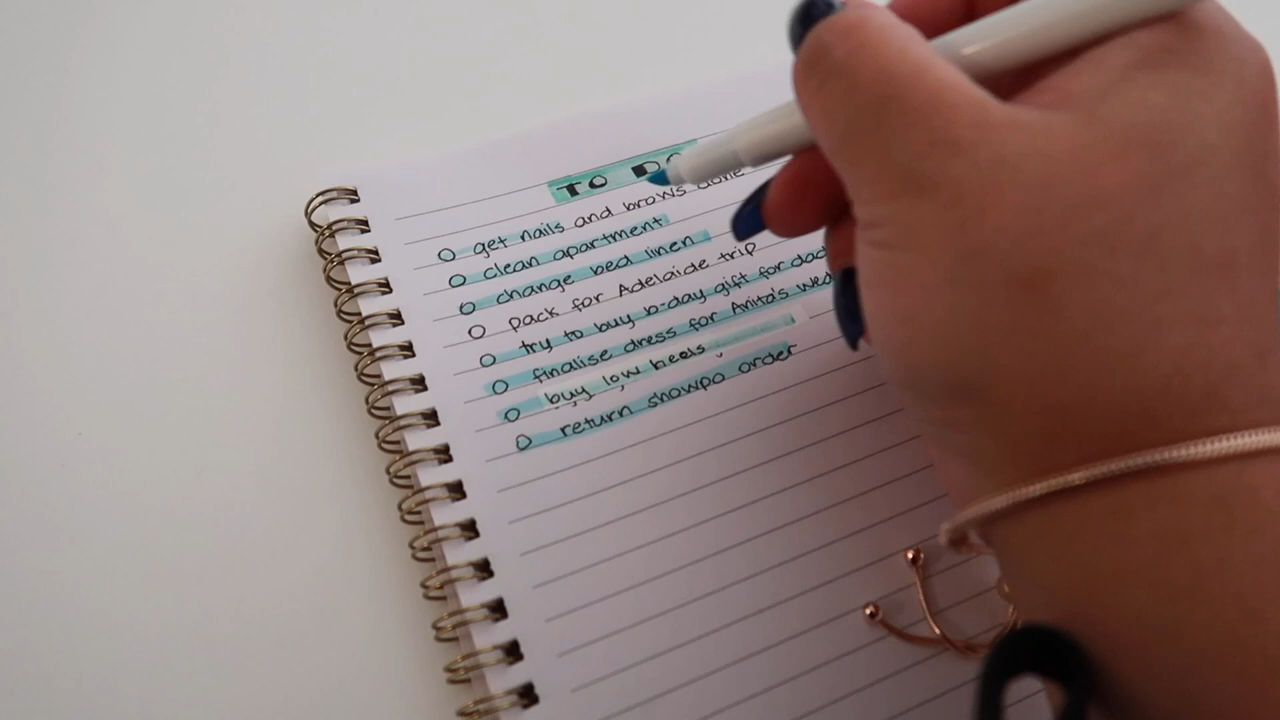 TO DO
get nails and brows done
clean apartment
change bed linen
pack for Adelaide trip
try to buy b-day gift for dad
finalise dress for Anita's
buy low heels
return showpo order